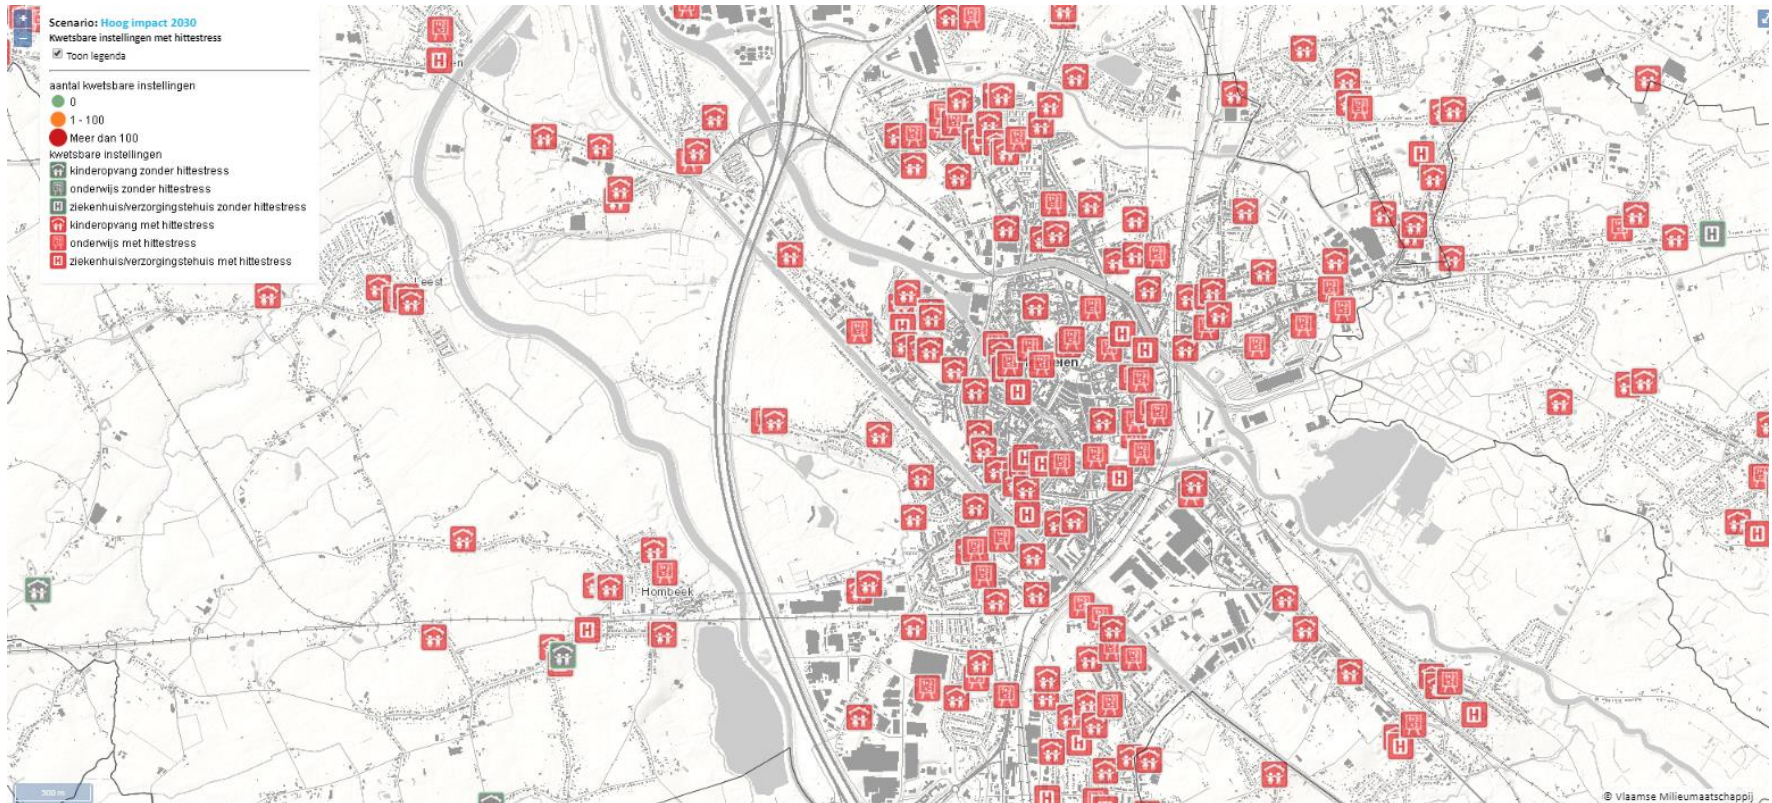 Scenario: Hoog impact 2030
Kwetsbare instellingen met hittestress
Toon legenda
aantal kwetsbare instellingen
0
1 - 100
Meer dan 100
kwetsbare instellingen
kinderopvang zonder hittestress
onderwijs zonder hittestress
ziekenhuis/verzorgingstehuis zonder hittestress
kinderopvang met hittestress
onderwijs met hittestress
ziekenhuis/verzorgingstehuis met hittestress
Hombeek
500 m
© Vlaamse Milieumaatschappij